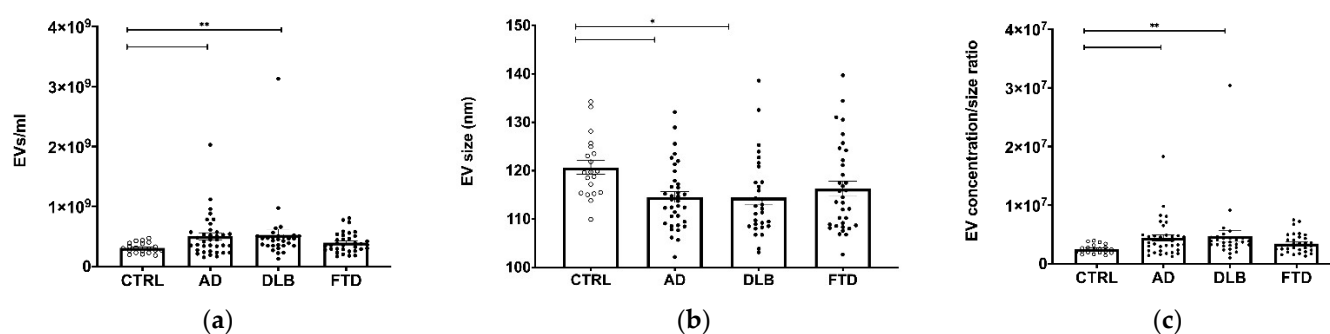 **
4×10⁹
3×10⁹
2×10⁹
1×10⁹
0
EVs/ml
CTRL AD DLB FTD
(a)
*
150
140
130
120
110
100
EV size (nm)
CTRL AD DLB FTD
(b)
**
4×10⁷
3×10⁷
2×10⁷
1×10⁷
0
EV concentration/size ratio
CTRL AD DLB FTD
(c)